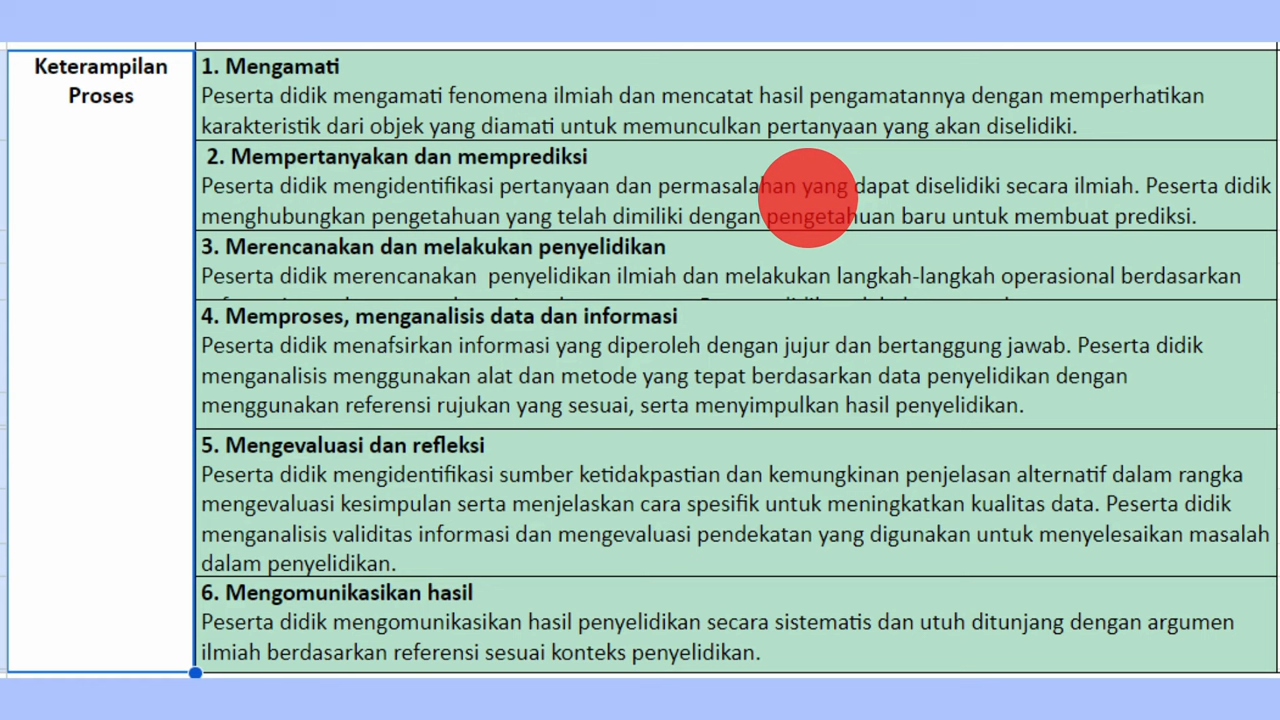 Keterampilan
Proses
1. Mengamati
Peserta didik mengamati fenomena ilmiah dan mencatat hasil pengamatannya dengan memperhatikan
karakteristik dari objek yang diamati untuk memunculkan pertanyaan yang akan diselidiki.
2. Mempertanyakan dan memprediksi
Peserta didik mengidentifikasi pertanyaan dan permasalahan yang dapat diselidiki secara ilmiah. Peserta didik
menghubungkan pengetahuan yang telah dimiliki dengan pengetahuan baru untuk membuat prediksi.
3. Merencanakan dan melakukan penyelidikan
Peserta didik merencanakan penyelidikan ilmiah dan melakukan langkah-langkah operasional berdasarkan
4. Memproses, menganalisis data dan informasi
Peserta didik menafsirkan informasi yang diperoleh dengan jujur dan bertanggung jawab. Peserta didik
menganalisis menggunakan alat dan metode yang tepat berdasarkan data penyelidikan dengan
menggunakan referensi rujukan yang sesuai, serta menyimpulkan hasil penyelidikan.
5. Mengevaluasi dan refleksi
Peserta didik mengidentifikasi sumber ketidakpastian dan kemungkinan penjelasan alternatif dalam rangka
mengevaluasi kesimpulan serta menjelaskan cara spesifik untuk meningkatkan kualitas data. Peserta didik
menganalisis validitas informasi dan mengevaluasi pendekatan yang digunakan untuk menyelesaikan masalah
dalam penyelidikan.
6. Mengomunikasikan hasil
Peserta didik mengomunikasikan hasil penyelidikan secara sistematis dan utuh ditunjang dengan argumen
ilmiah berdasarkan referensi sesuai konteks penyelidikan.